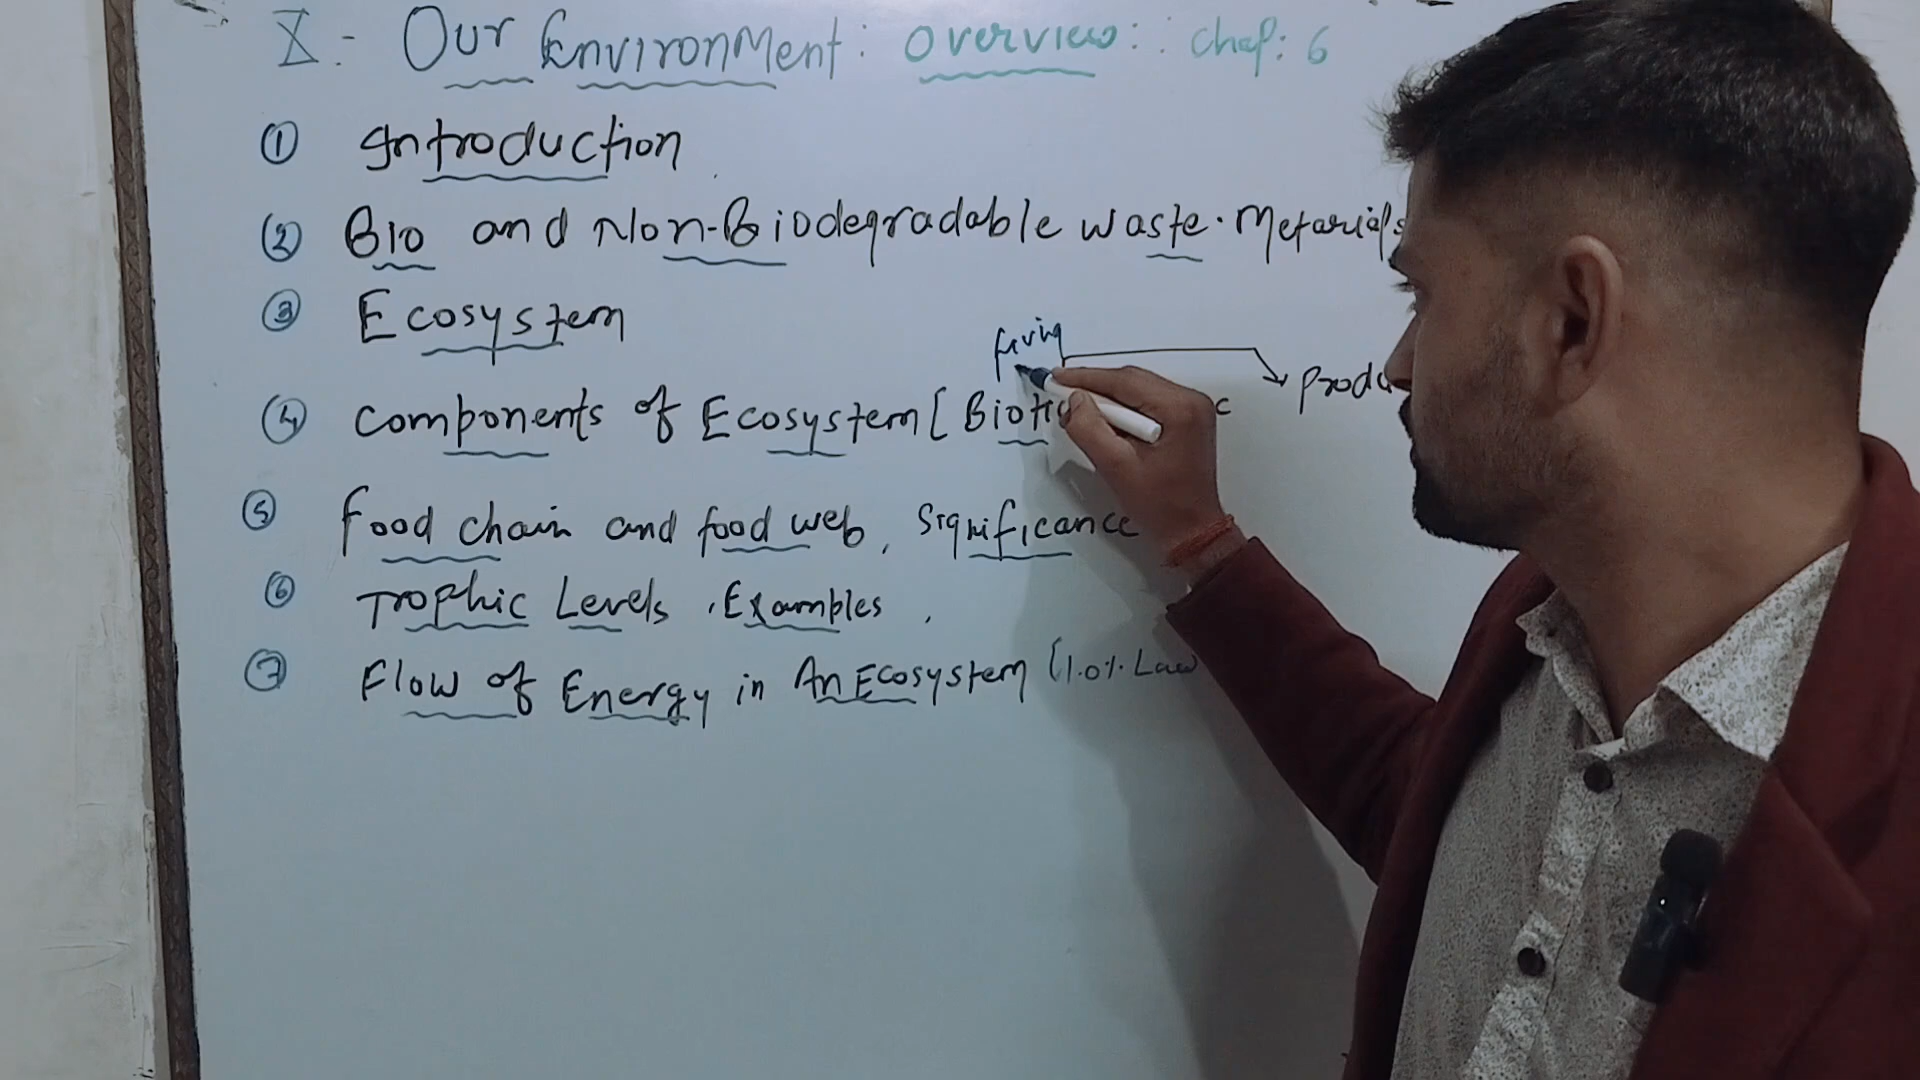 X :- Our Environment : Overview : : Chap: 6
① Introduction
② Bio and Non-Biodegradable waste . Metarials
③ Ecosystem
living
Produ
④ Components of Ecosystem [ Biotic c
⑤ Food chain and food web, Significance
⑥ Trophic Levels , Examples ,
⑦ Flow of Energy in An Ecosystem (1.0% Law